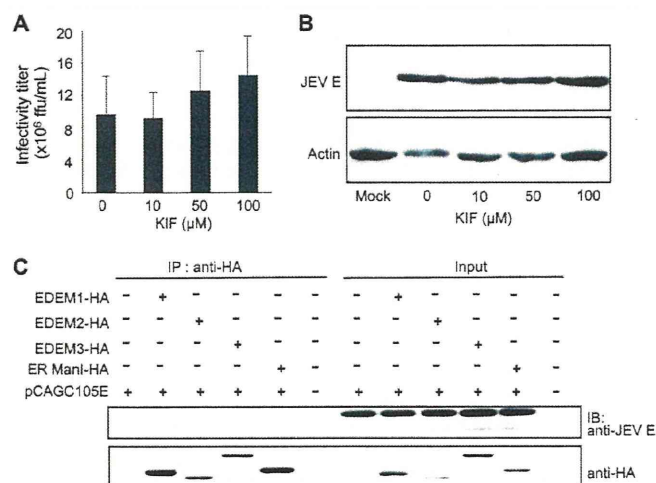 A
20
16
12
8
4
0
Infectivity titer
(x10⁶ ffu/mL)
0 10 50 100
KIF (µM)
B
JEV E
Actin
Mock 0 10 50 100
KIF (µM)
C
IP : anti-HA Input
EDEM1-HA - + - - - - - + - - - -
EDEM2-HA - - + - - - - - + - - -
EDEM3-HA - - - + - - - - - + - -
ER ManI-HA - - - - + - - - - - + -
pCAGC105E + + + + + - + + + + + -
IB:
anti-JEV E
anti-HA